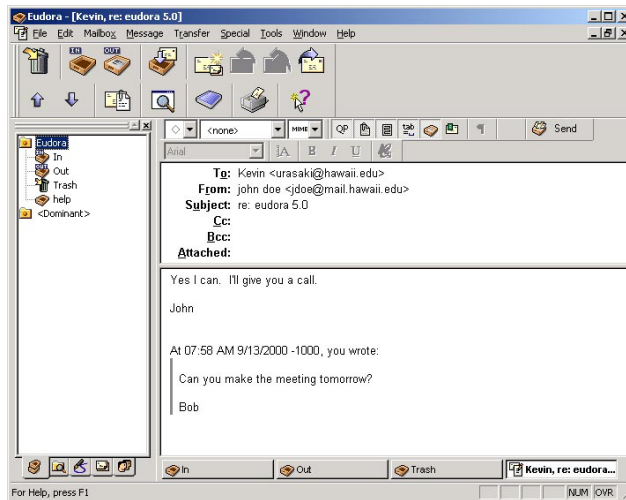 Eudora - [Kevin, re: eudora 5.0]
File Edit Mailbox Message Transfer Special Tools Window Help
IN OUT
<none> MIME QP Send
Arial A B I U
Eudora
In
Out
Trash
help
<Dominant>
To: Kevin <urasaki@hawaii.edu>
From: john doe <jdoe@mail.hawaii.edu>
Subject: re: eudora 5.0
Cc:
Bcc:
Attached:
Yes I can. I'll give you a call.
John
At 07:58 AM 9/13/2000 -1000, you wrote:
Can you make the meeting tomorrow?
Bob
In Out Trash Kevin, re: eudora...
For Help, press F1 NUM OVR